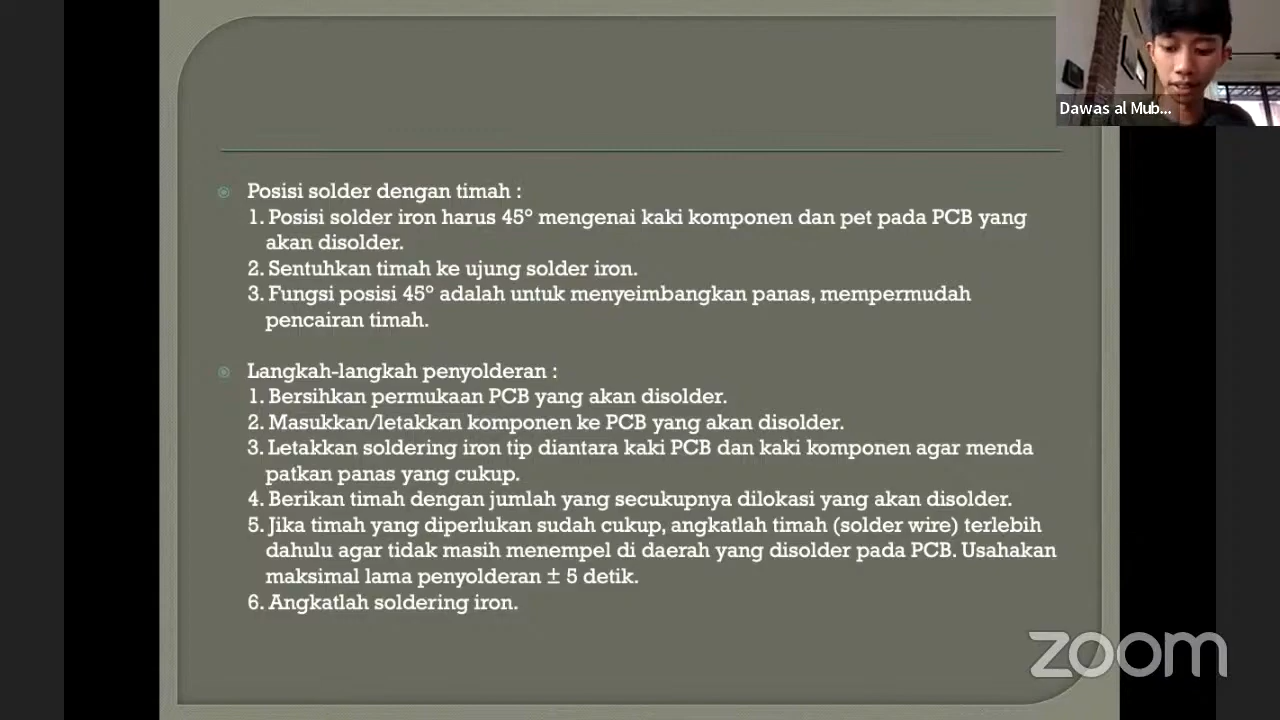 Dawas al Mub...
Posisi solder dengan timah :
1. Posisi solder iron harus 45° mengenai kaki komponen dan pet pada PCB yang
akan disolder.
2. Sentuhkan timah ke ujung solder iron.
3. Fungsi posisi 45° adalah untuk menyeimbangkan panas, mempermudah
pencairan timah.
Langkah-langkah penyolderan :
1. Bersihkan permukaan PCB yang akan disolder.
2. Masukkan/letakkan komponen ke PCB yang akan disolder.
3. Letakkan soldering iron tip diantara kaki PCB dan kaki komponen agar menda
patkan panas yang cukup.
4. Berikan timah dengan jumlah yang secukupnya dilokasi yang akan disolder.
5. Jika timah yang diperlukan sudah cukup, angkatlah timah (solder wire) terlebih
dahulu agar tidak masih menempel di daerah yang disolder pada PCB. Usahakan
maksimal lama penyolderan ± 5 detik.
6. Angkatlah soldering iron.
zoom